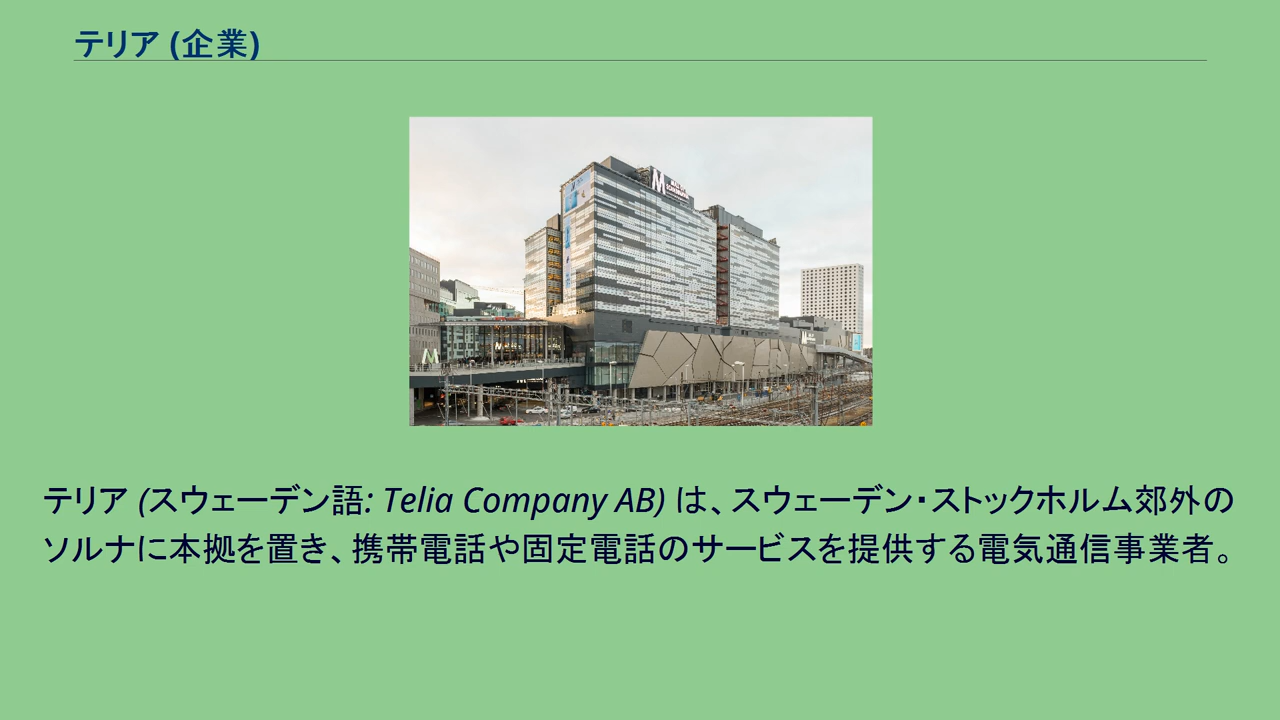 テリア (企業)
M
M
テリア (スウェーデン語: Telia Company AB) は、スウェーデン・ストックホルム郊外の
ソルナに本拠を置き、携帯電話や固定電話のサービスを提供する電気通信事業者。